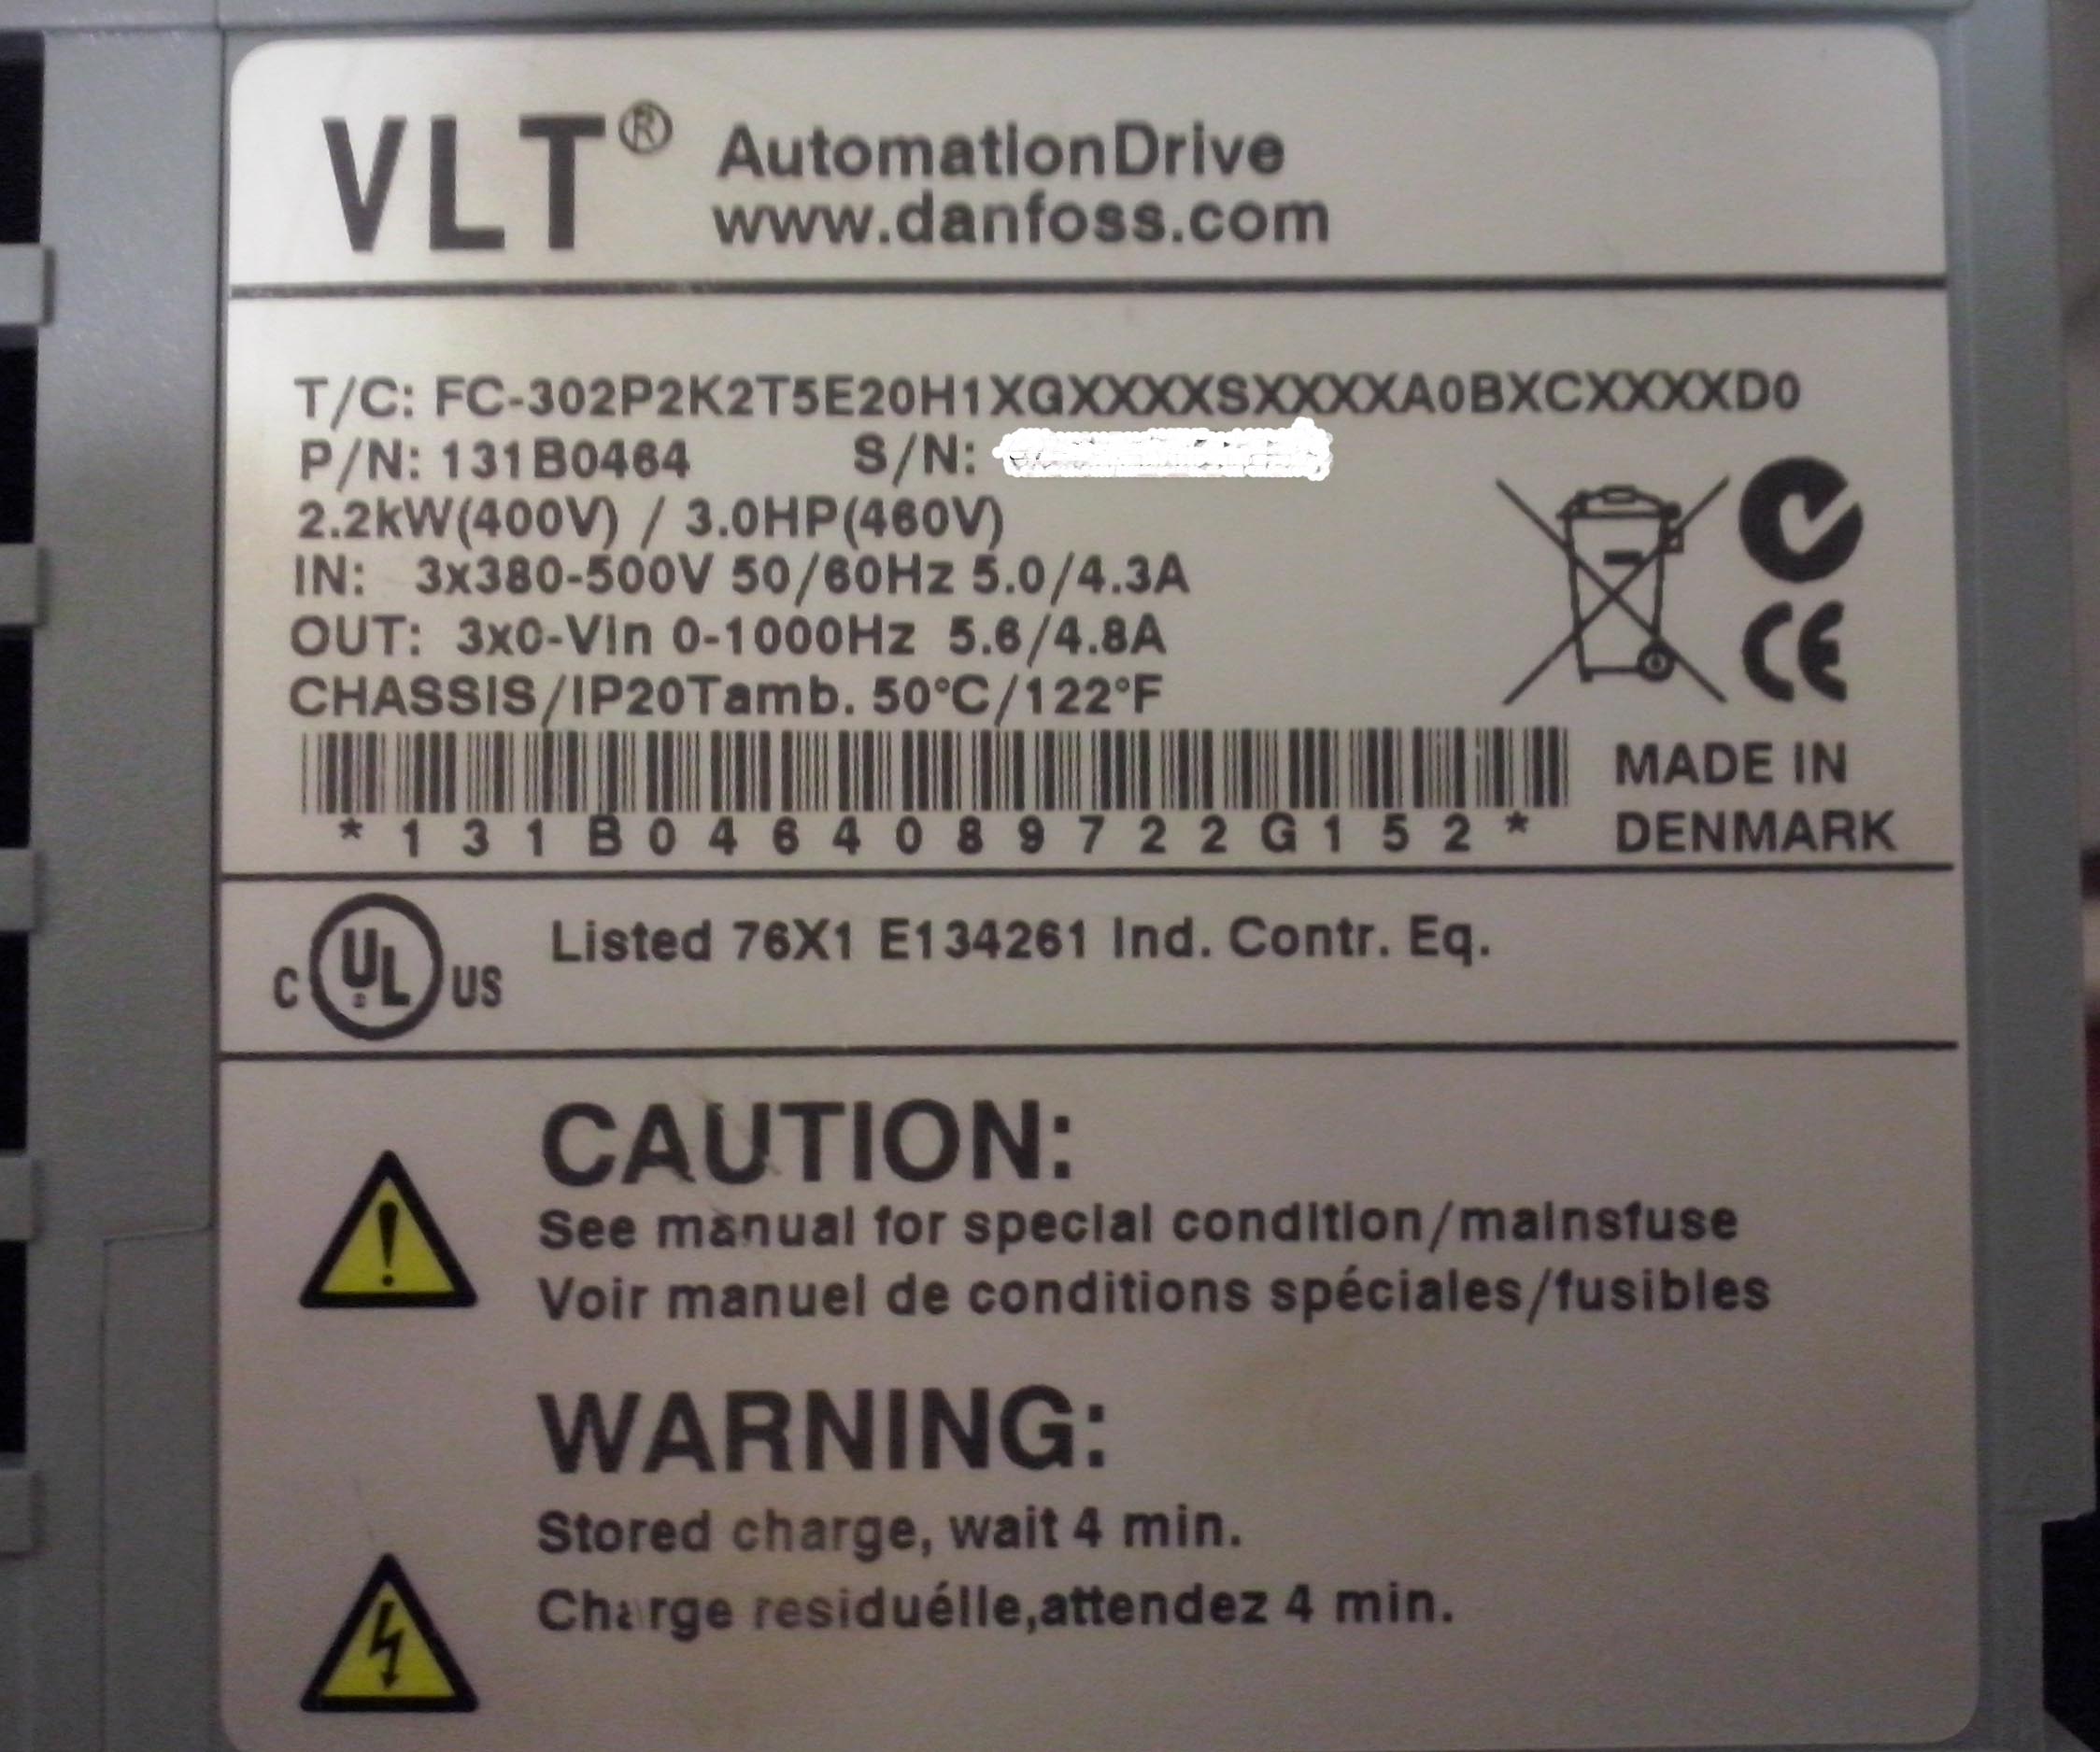 VLT® AutomationDrive
www.danfoss.com
T/C: FC-302P2K2T5E20H1XGXXXXSXXXXA0BXCXXXXD0
P/N: 131B0464 S/N:
2.2kW(400V) / 3.0HP(460V)
IN: 3x380-500V 50/60Hz 5.0/4.3A
OUT: 3x0-Vin 0-1000Hz 5.6/4.8A
CHASSIS/IP20Tamb. 50°C/122°F
CE
*131B0464089722G152*
MADE IN
DENMARK
C UL US Listed 76X1 E134261 Ind. Contr. Eq.
CAUTION:
See manual for special condition/mainsfuse
Voir manuel de conditions spéciales/fusibles
WARNING:
Stored charge, wait 4 min.
Charge residuélle,attendez 4 min.